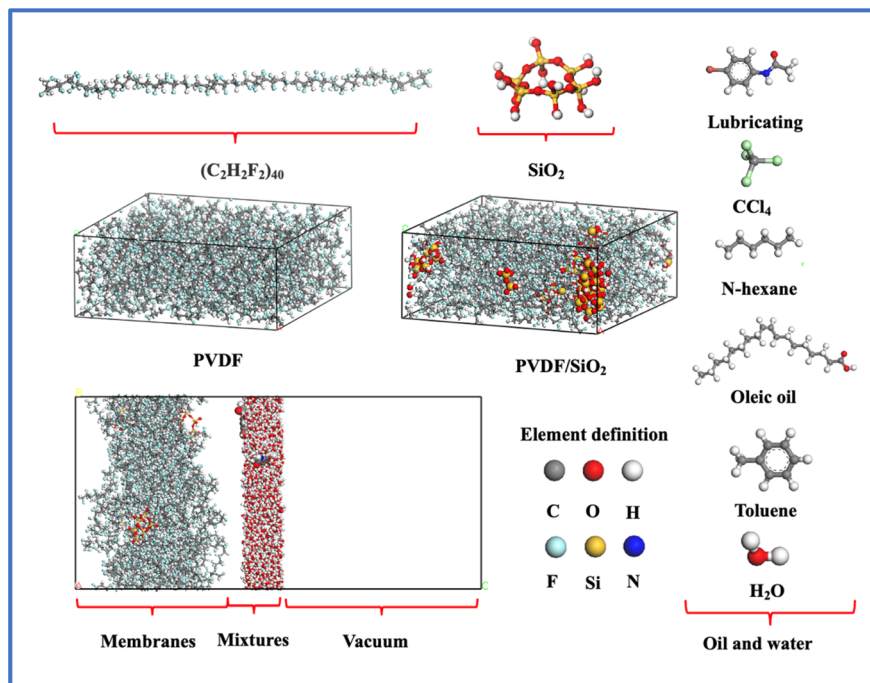 (C₂H₂F₂)₄₀
SiO₂
Lubricating
CCl₄
N-hexane
PVDF
PVDF/SiO₂
Oleic oil
Element definition
C O H
F Si N
Toluene
H₂O
Membranes Mixtures Vacuum
Oil and water